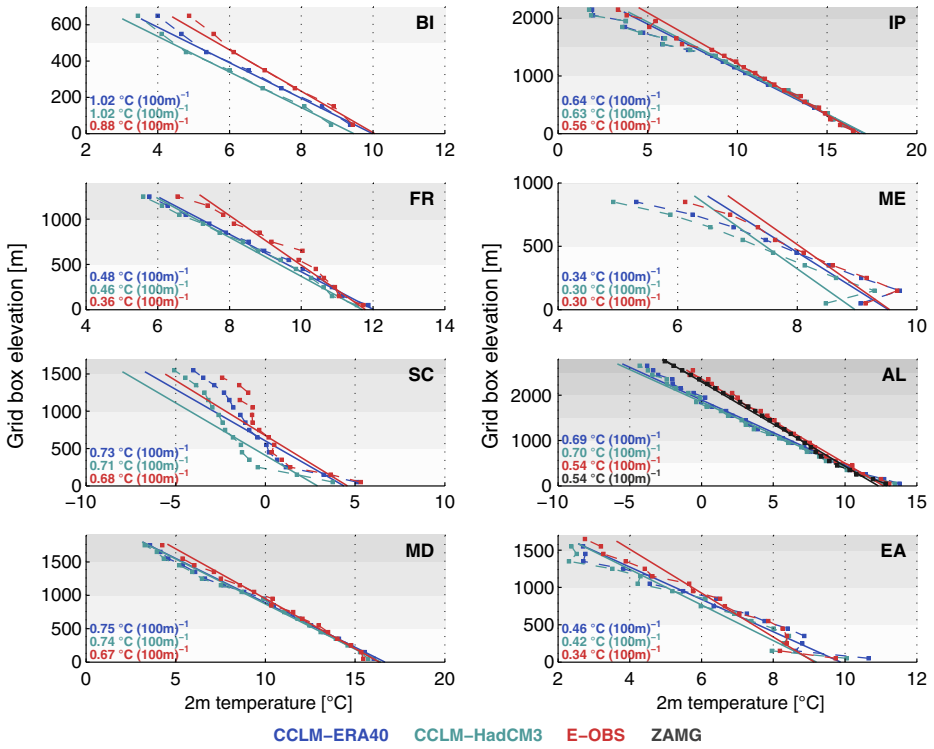 BI
600
400
200
0
1.02 °C (100m)⁻¹
1.02 °C (100m)⁻¹
0.88 °C (100m)⁻¹
2 4 6 8 10 12
IP
2000
1500
1000
500
0
0.64 °C (100m)⁻¹
0.63 °C (100m)⁻¹
0.56 °C (100m)⁻¹
0 5 10 15 20
FR
1000
500
0
0.48 °C (100m)⁻¹
0.46 °C (100m)⁻¹
0.36 °C (100m)⁻¹
4 6 8 10 12 14
ME
1000
500
0
0.34 °C (100m)⁻¹
0.30 °C (100m)⁻¹
0.30 °C (100m)⁻¹
4 6 8 10
Grid box elevation [m]
Grid box elevation [m]
SC
1500
1000
500
0
0.73 °C (100m)⁻¹
0.71 °C (100m)⁻¹
0.68 °C (100m)⁻¹
−10 −5 0 5 10
AL
2000
1000
0
0.69 °C (100m)⁻¹
0.70 °C (100m)⁻¹
0.54 °C (100m)⁻¹
0.54 °C (100m)⁻¹
−10 −5 0 5 10 15
MD
1500
1000
500
0
0.75 °C (100m)⁻¹
0.74 °C (100m)⁻¹
0.67 °C (100m)⁻¹
0 5 10 15 20
2m temperature [°C]
EA
1500
1000
500
0
0.46 °C (100m)⁻¹
0.42 °C (100m)⁻¹
0.34 °C (100m)⁻¹
2 4 6 8 10 12
2m temperature [°C]
CCLM−ERA40 CCLM−HadCM3 E−OBS ZAMG